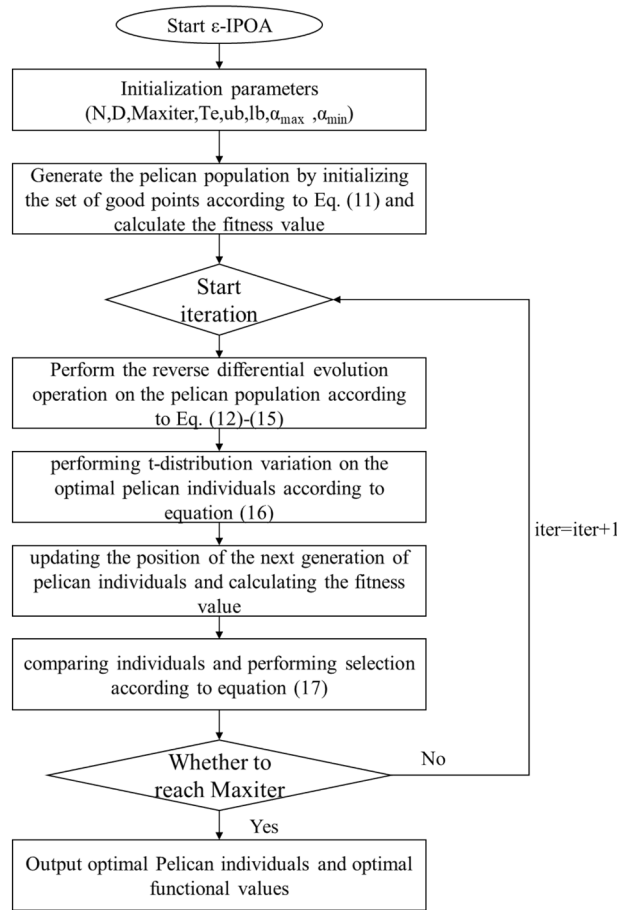 Start ε-IPOA
Initialization parameters
(N,D,Maxiter,Te,ub,lb,αmax ,αmin)
Generate the pelican population by initializing
the set of good points according to Eq. (11) and
calculate the fitness value
Start
iteration
Perform the reverse differential evolution
operation on the pelican population according
to Eq. (12)-(15)
performing t-distribution variation on the
optimal pelican individuals according to
equation (16)
iter=iter+1
updating the position of the next generation of
pelican individuals and calculating the fitness
value
comparing individuals and performing selection
according to equation (17)
Whether to
reach Maxiter
No
Yes
Output optimal Pelican individuals and optimal
functional values